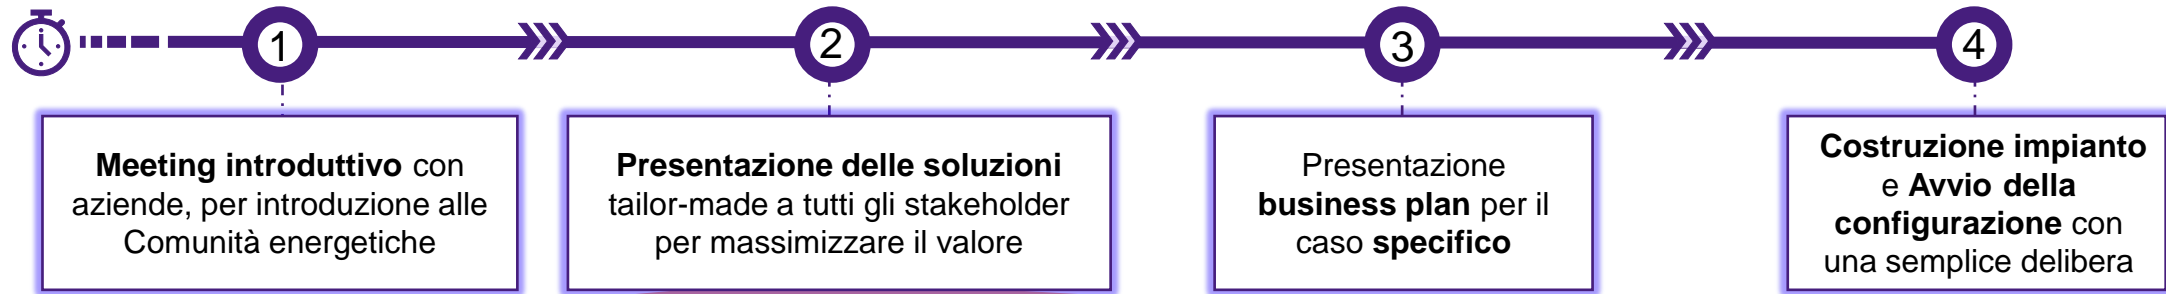 1
2
3
4
Meeting introduttivo con
aziende, per introduzione alle
Comunità energetiche
Presentazione delle soluzioni
tailor-made a tutti gli stakeholder
per massimizzare il valore
Presentazione
business plan per il
caso specifico
Costruzione impianto
e Avvio della
configurazione con
una semplice delibera